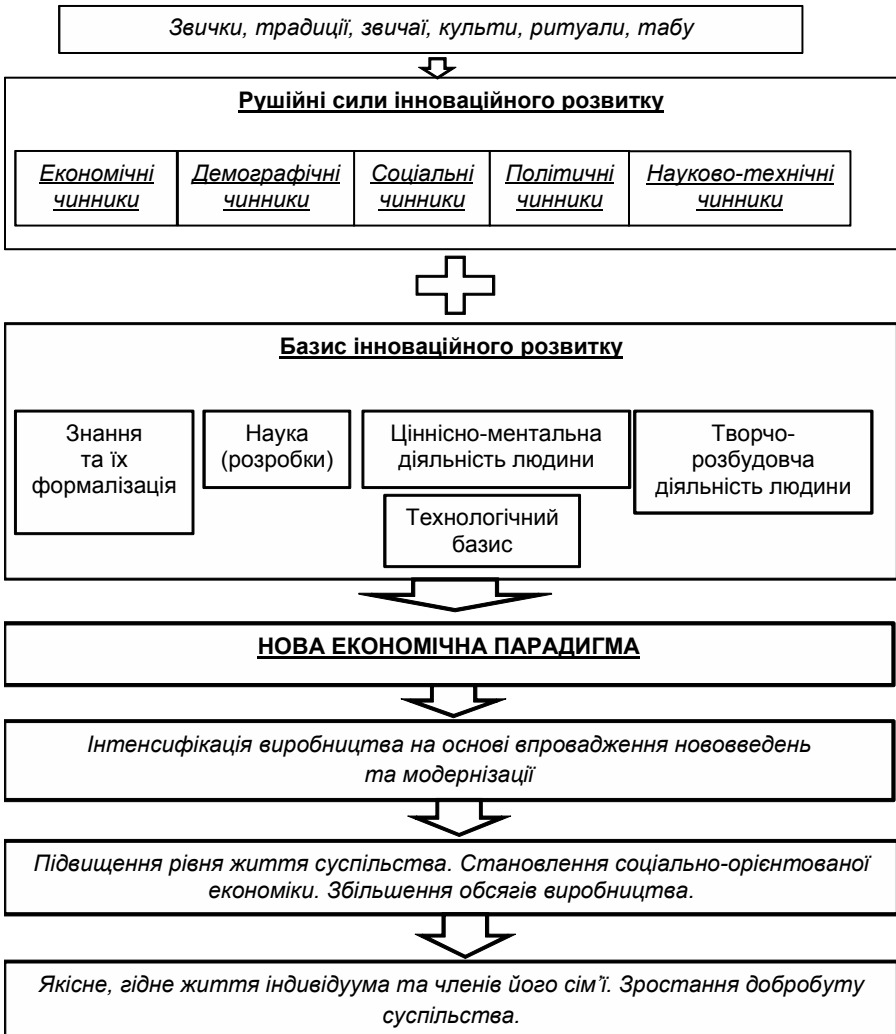 Звички, традиції, звичаї, культи, ритуали, табу
Рушійні сили інноваційного розвитку
Економічні
чинники
Демографічні
чинники
Соціальні
чинники
Політичні
чинники
Науково-технічні
чинники
Базис інноваційного розвитку
Знання
та їх
формалізація
Наука
(розробки)
Ціннісно-ментальна
діяльність людини
Творчо-
розбудовча
діяльність людини
Технологічний
базис
НОВА ЕКОНОМІЧНА ПАРАДИГМА
Інтенсифікація виробництва на основі впровадження нововведень
та модернізації
Підвищення рівня життя суспільства. Становлення соціально-орієнтованої
економіки. Збільшення обсягів виробництва.
Якісне, гідне життя індивідуума та членів його сім’ї. Зростання добробуту
суспільства.